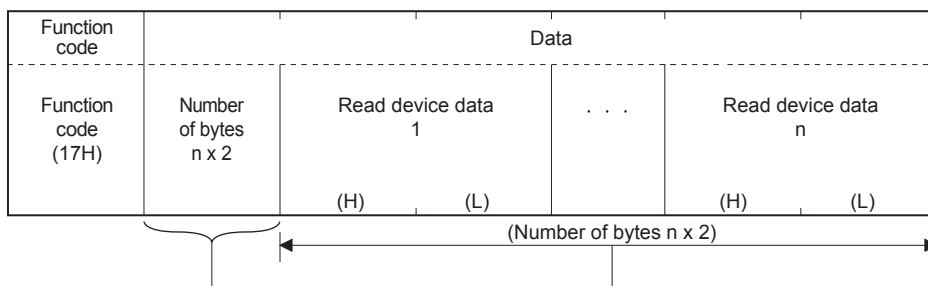 Function
code
Data
Function
code
(17H)
Number
of bytes
n x 2
Read device data
1
. . .
Read device data
n
(H)
(L)
(H)
(L)
(Number of bytes n x 2)